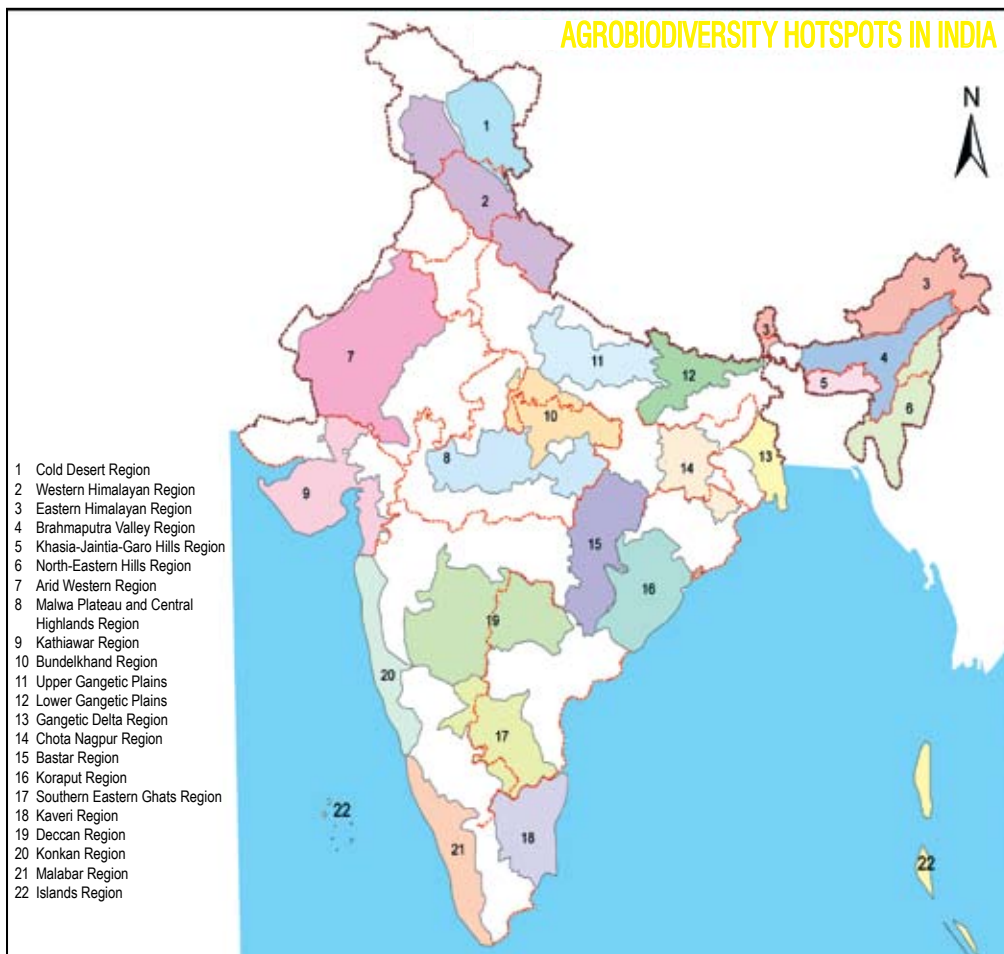 AGROBIODIVERSITY HOTSPOTS IN INDIA
N
1
2
3
3
4
5
6
7
11
12
10
8
13
14
9
15
16
19
20
17
22
18
21
22
1 Cold Desert Region
2 Western Himalayan Region
3 Eastern Himalayan Region
4 Brahmaputra Valley Region
5 Khasia-Jaintia-Garo Hills Region
6 North-Eastern Hills Region
7 Arid Western Region
8 Malwa Plateau and Central
Highlands Region
9 Kathiawar Region
10 Bundelkhand Region
11 Upper Gangetic Plains
12 Lower Gangetic Plains
13 Gangetic Delta Region
14 Chota Nagpur Region
15 Bastar Region
16 Koraput Region
17 Southern Eastern Ghats Region
18 Kaveri Region
19 Deccan Region
20 Konkan Region
21 Malabar Region
22 Islands Region